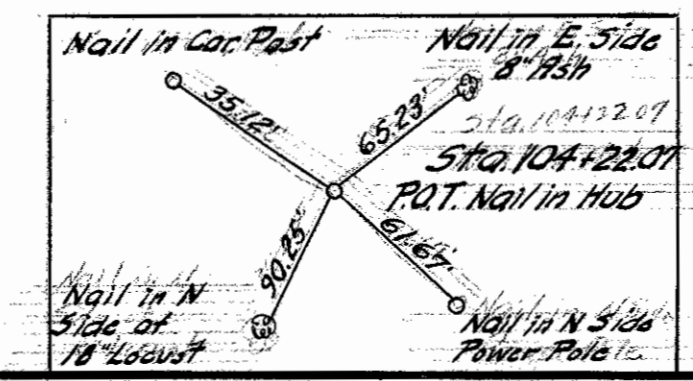 Nail in Cor. Post
Nail in E. Side
8" Ash
35.12'
65.23'
Sta. 104+22.07
Sta. 104+22.07
P.O.T. Nail in Hub
90.25'
61.67'
Nail in N
Side of
18" Locust
Nail in N Side
Power Pole